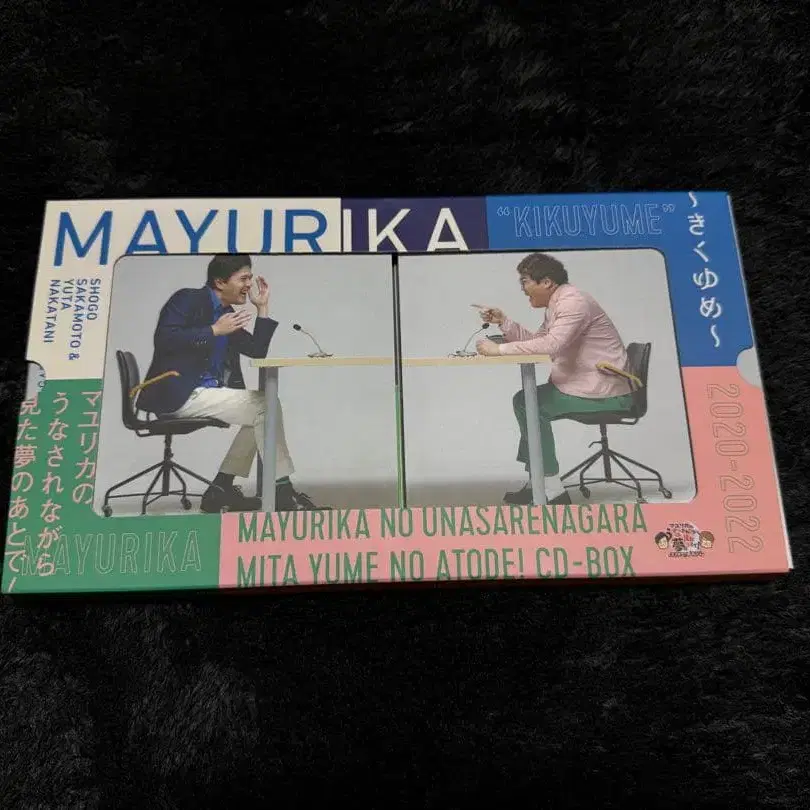 MAYURIKA
"KIKUYUME"
〜きくゆめ〜
SHOGO
SAKAMOTO &
YUTA
NAKATANI
マユリカの
うなされながら
見た夢のあとで
MAYURIKA
2020-2022
MAYURIKA NO UNASARENAGARA
MITA YUME NO ATODE! CD-BOX